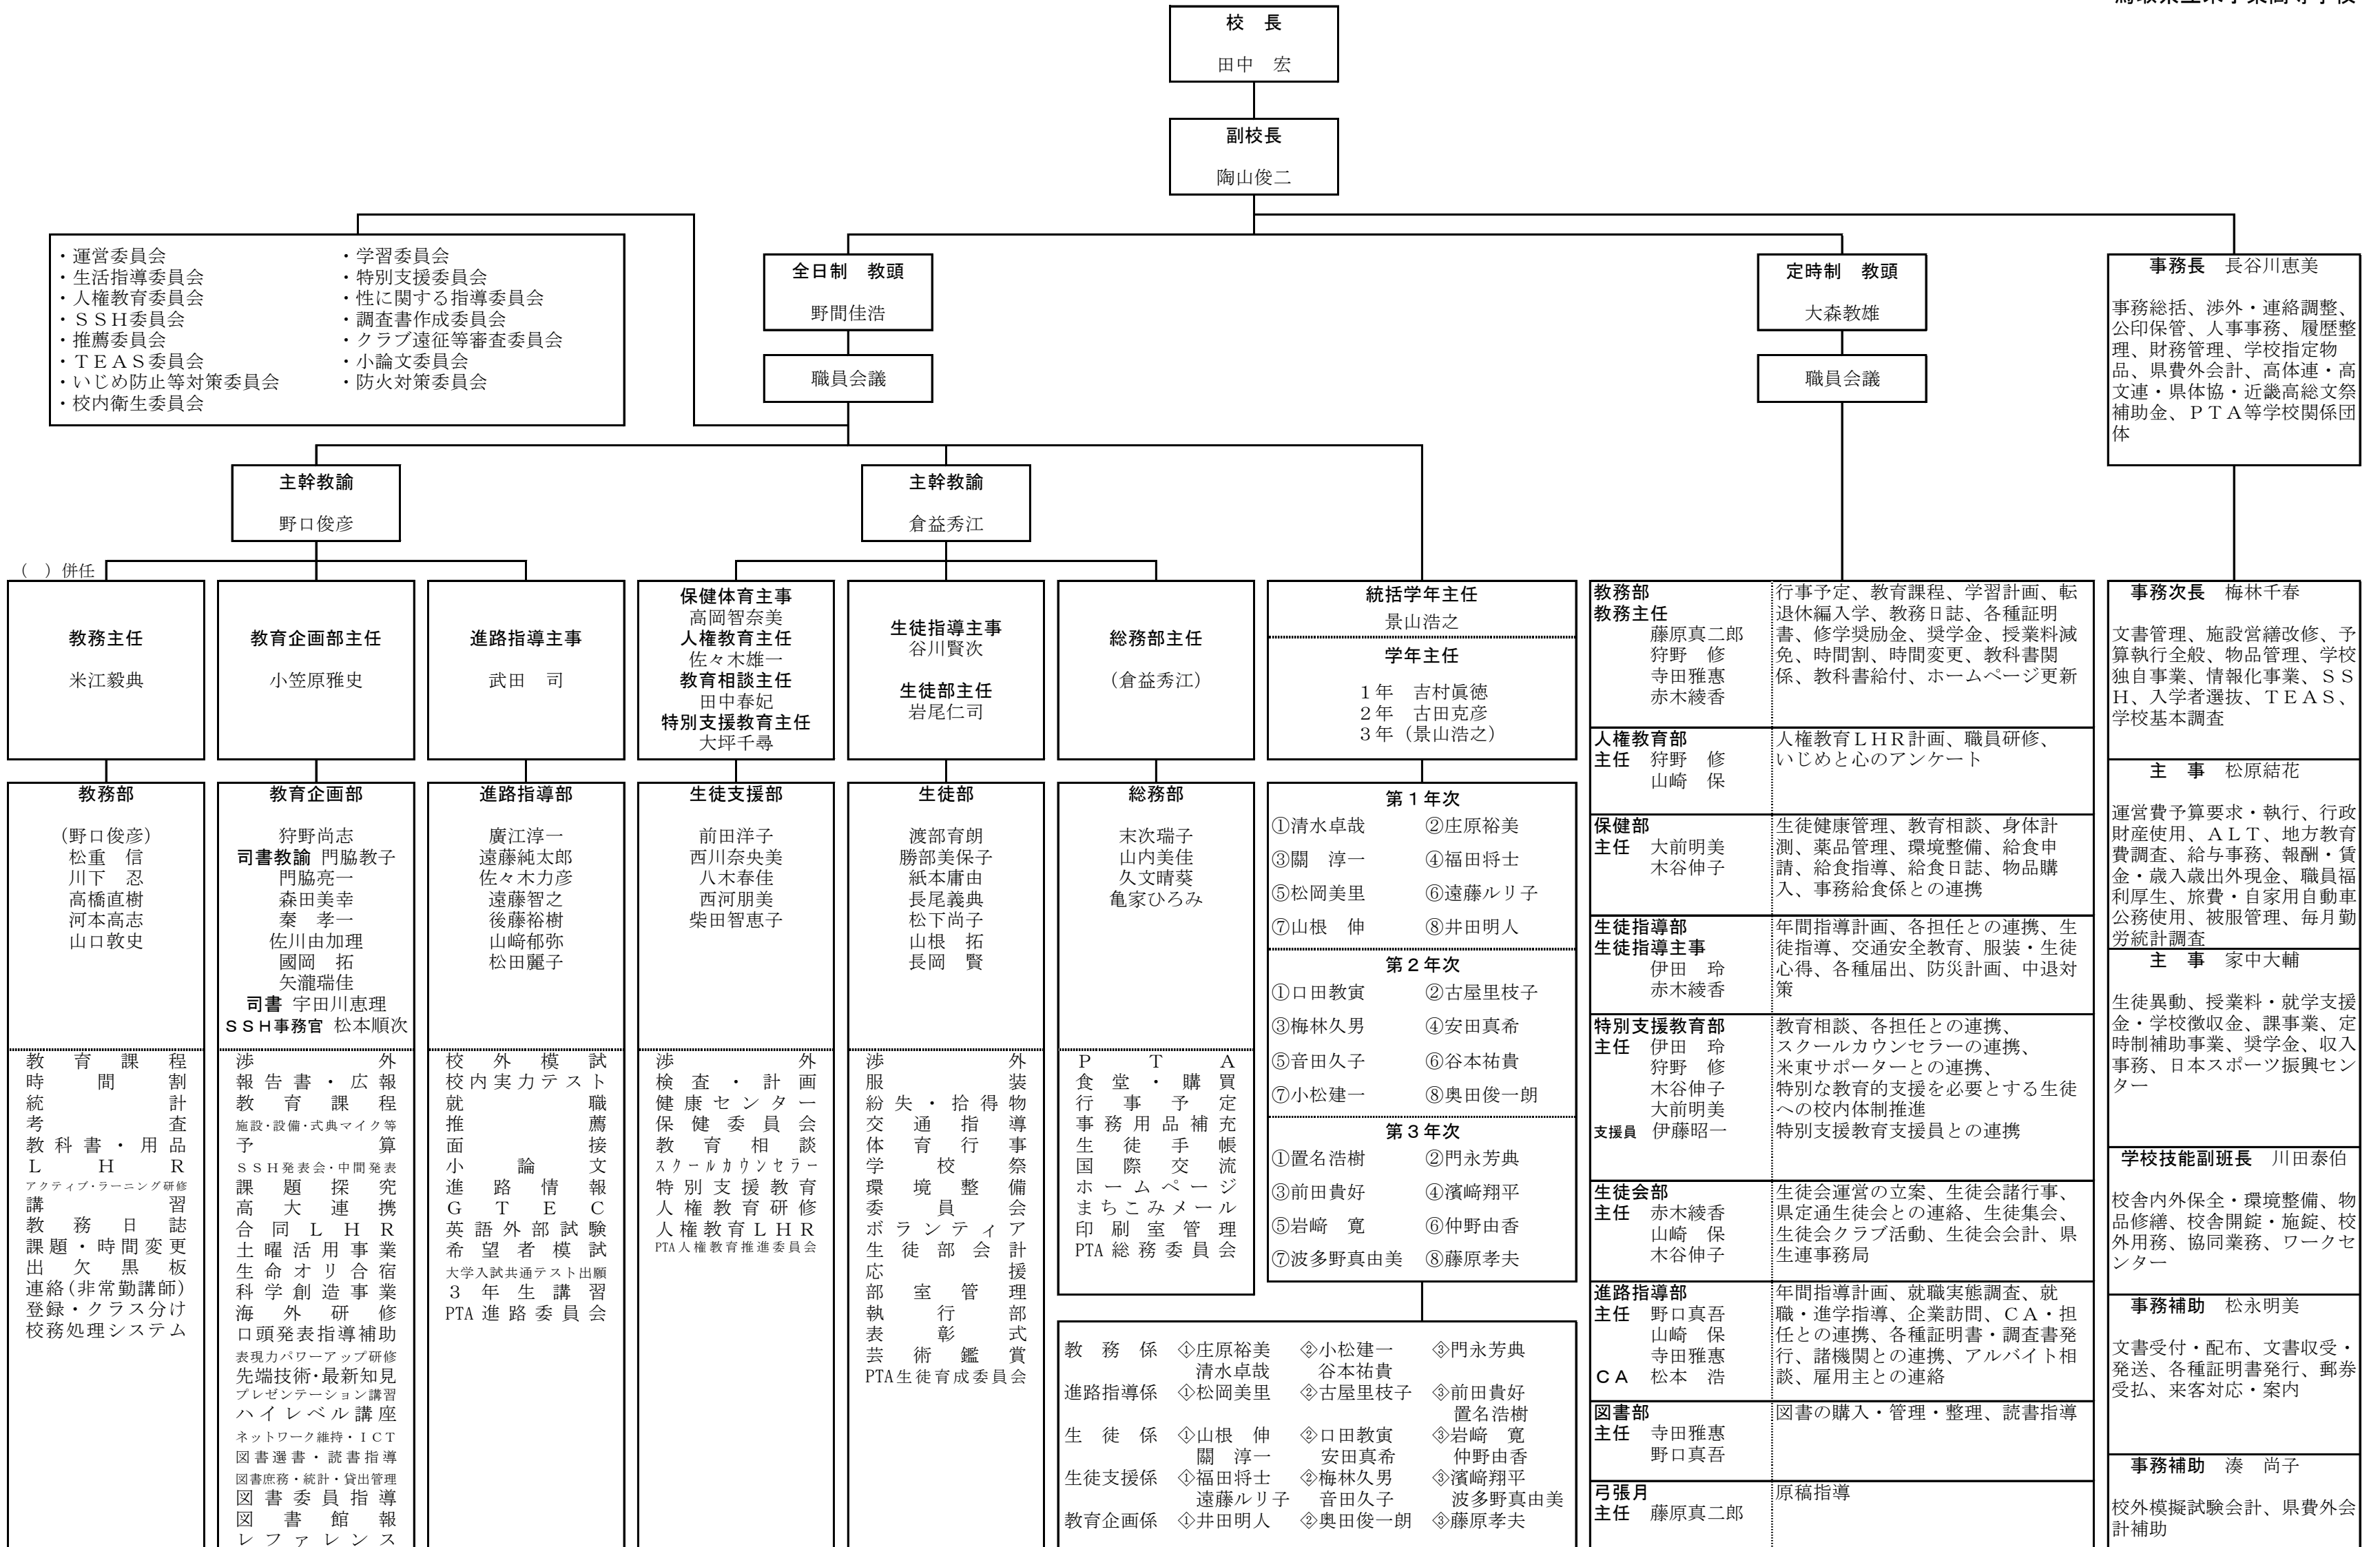 校　長
田中　宏
副校長
陶山俊二
・運営委員会
・生活指導委員会
・人権教育委員会
・ＳＳＨ委員会
・推薦委員会
・ＴＥＡＳ委員会
・いじめ防止等対策委員会
・校内衛生委員会
・学習委員会
・特別支援委員会
・性に関する指導委員会
・調査書作成委員会
・クラブ遠征等審査委員会
・小論文委員会
・防火対策委員会
全日制　教頭
野間佳浩
職員会議
定時制　教頭
大森教雄
職員会議
事務長　長谷川恵美
事務総括、渉外・連絡調整、
公印保管、人事事務、履歴整
理、財務管理、学校指定物
品、県費外会計、高体連・高
文連・県体協・近畿高総文祭
補助金、ＰＴＡ等学校関係団
体
主幹教諭
野口俊彦
主幹教諭
倉益秀江
（　）併任
教務主任
米江毅典
教育企画部主任
小笠原雅史
進路指導主事
武田　司
保健体育主事
高岡智奈美
人権教育主任
佐々木雄一
教育相談主任
田中春妃
特別支援教育主任
大坪千尋
生徒指導主事
谷川賢次
生徒部主任
岩尾仁司
総務部主任
(倉益秀江)
統括学年主任
景山浩之
学年主任
１年　吉村眞徳
２年　古田克彦
３年（景山浩之）
教務部
(野口俊彦)
松重　信
川下　忍
高橋直樹
河本高志
山口敦史
教育課程
時間割
統計
考査
教科書・用品
ＬＨＲ
アクティブ・ラーニング研修
講習
教務日誌
課題・時間変更
出欠黒板
連絡(非常勤講師)
登録・クラス分け
校務処理システム
教育企画部
狩野尚志
司書教諭 門脇教子
門脇亮一
森田美幸
秦　孝一
佐川由加理
國岡　拓
矢瀧瑞佳
司書 宇田川恵理
ＳＳＨ事務官 松本順次
渉外
報告書・広報
教育課程
施設・設備・式典マイク等
予算
ＳＳＨ発表会・中間発表
課題探究
高大連携
合同ＬＨＲ
土曜活用事業
生命オリ合宿
科学創造事業
海外研修
口頭発表指導補助
表現力パワーアップ研修
先端技術・最新知見
プレゼンテーション講習
ハイレベル講座
ネットワーク維持・ＩＣＴ
図書選書・読書指導
図書庶務・統計・貸出管理
図書委員指導
図書館報
レファレンス
進路指導部
廣江淳一
遠藤純太郎
佐々木力彦
遠藤智之
後藤裕樹
山﨑郁弥
松田麗子
校外模試
校内実力テスト
就職
推薦
面接
小論文
進路情報
ＧＴＥＣ
英語外部試験
希望者模試
大学入試共通テスト出願
３年生講習
PTA進路委員会
生徒支援部
前田洋子
西川奈央美
八木春佳
西河朋美
柴田智恵子
渉外
検査・計画
健康センター
保健委員会
教育相談
スクールカウンセラー
特別支援教育
人権教育研修
人権教育ＬＨＲ
PTA人権教育推進委員会
生徒部
渡部育朗
勝部美保子
紙本庸由
長尾義典
松下尚子
山根　拓
長岡　賢
渉外
服装
紛失・拾得物
交通指導
体育行事
学校祭
環境整備
委員会
ボランティア
生徒部会計
応援
部室管理
執行部
表彰式
芸術鑑賞
PTA生徒育成委員会
総務部
末次瑞子
山内美佳
久文晴葵
亀家ひろみ
ＰＴＡ
食堂・購買
行事予定
事務用品補充
生徒手帳
国際交流
ホームページ
まちこみメール
印刷室管理
PTA総務委員会
第１年次
①清水卓哉　②庄原裕美
③關　淳一　④福田将士
⑤松岡美里　⑥遠藤ルリ子
⑦山根　伸　⑧井田明人
第２年次
①口田教寅　②古屋里枝子
③梅林久男　④安田真希
⑤音田久子　⑥谷本祐貴
⑦小松建一　⑧奥田俊一朗
第３年次
①置名浩樹　②門永芳典
③前田貴好　④濱﨑翔平
⑤岩﨑　寛　⑥仲野由香
⑦波多野真由美　⑧藤原孝夫
教務係　①庄原裕美　②小松建一　③門永芳典
清水卓哉　谷本祐貴
進路指導係　①松岡美里　②古屋里枝子　③前田貴好
置名浩樹
生徒係　①山根　伸　②口田教寅　③岩﨑　寛
關　淳一　安田真希　仲野由香
生徒支援係　①福田将士　②梅林久男　③濱﨑翔平
遠藤ルリ子　音田久子　波多野真由美
教育企画係　①井田明人　②奥田俊一朗　③藤原孝夫
教務部
教務主任
藤原真二郎
狩野　修
寺田雅惠
赤木綾香
行事予定、教育課程、学習計画、転
退休編入学、教務日誌、各種証明
書、修学奨励金、奨学金、授業料減
免、時間割、時間変更、教科書関
係、教科書給付、ホームページ更新
人権教育部
主任　狩野　修
山崎　保
人権教育ＬＨＲ計画、職員研修、
いじめと心のアンケート
保健部
主任　大前明美
木谷伸子
生徒健康管理、教育相談、身体計
測、薬品管理、環境整備、給食申
請、給食指導、給食日誌、物品購
入、事務給食係との連携
生徒指導部
生徒指導主事
伊田　玲
赤木綾香
年間指導計画、各担任との連携、生
徒指導、交通安全教育、服装・生徒
心得、各種届出、防災計画、中退対
策
特別支援教育部
主任　伊田　玲
狩野　修
木谷伸子
大前明美
支援員　伊藤昭一
教育相談、各担任との連携、
スクールカウンセラーの連携、
米東サポーターとの連携、
特別な教育的支援を必要とする生徒
への校内体制推進
特別支援教育支援員との連携
生徒会部
主任　赤木綾香
山崎　保
木谷伸子
生徒会運営の立案、生徒会諸行事、
県定通生徒会との連絡、生徒集会、
生徒会クラブ活動、生徒会会計、県
生連事務局
進路指導部
主任　野口真吾
山崎　保
寺田雅惠
ＣＡ　松本　浩
年間指導計画、就職実態調査、就
職・進学指導、企業訪問、ＣＡ・担
任との連携、各種証明書・調査書発
行、諸機関との連携、アルバイト相
談、雇用主との連絡
図書部
主任　寺田雅惠
野口真吾
図書の購入・管理・整理、読書指導
弓張月
主任　藤原真二郎
原稿指導
事務次長　梅林千春
文書管理、施設営繕改修、予
算執行全般、物品管理、学校
独自事業、情報化事業、ＳＳ
Ｈ、入学者選抜、ＴＥＡＳ、
学校基本調査
主　事　松原結花
運営費予算要求・執行、行政
財産使用、ＡＬＴ、地方教育
費調査、給与事務、報酬・賃
金・歳入歳出外現金、職員福
利厚生、旅費・自家用自動車
公務使用、被服管理、毎月勤
労統計調査
主　事　家中大輔
生徒異動、授業料・就学支援
金・学校徴収金、課事業、定
時制補助事業、奨学金、収入
事務、日本スポーツ振興セン
ター
学校技能副班長　川田泰伯
校舎内外保全・環境整備、物
品修繕、校舎開錠・施錠、校
外用務、協同業務、ワークセ
ンター
事務補助　松永明美
文書受付・配布、文書収受・
発送、各種証明書発行、郵券
受払、来客対応・案内
事務補助　湊　尚子
校外模擬試験会計、県費外会
計補助